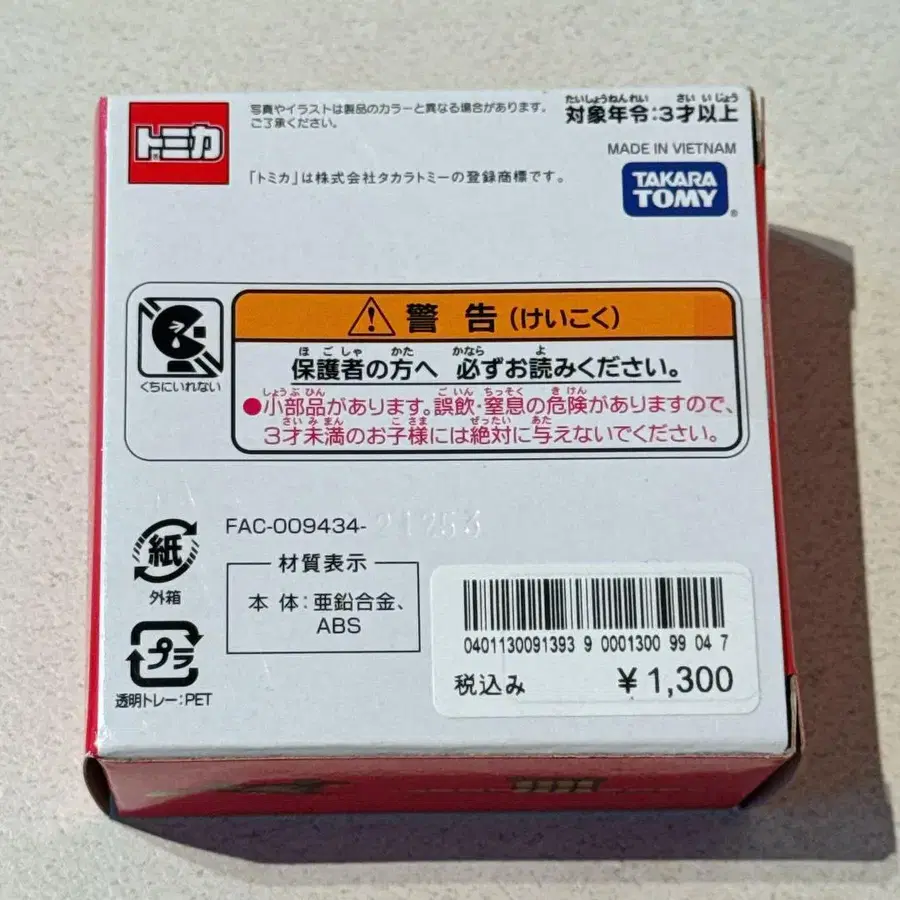 トミカ
写真やイラストは製品のカラーと異なる場合があります。
ご了承ください。
「トミカ」は株式会社タカラトミーの登録商標です。
たいしょうねんれい さい い じょう
対象年令:3才以上
MADE IN VIETNAM
TAKARA
TOMY
くちにいれない
警告(けいこく)
ほ ご しゃ かた かなら よ
保護者の方へ 必ずお読みください。
しょう ぶ ひん ご いん ちっそく き けん
●小部品があります。誤飲・窒息の危険がありますので、
さい み まん こ さま ぜったい あた
3才未満のお子様には絶対に与えないでください。
紙
外箱
プラ
透明トレー:PET
FAC-009434-
材質表示
本 体:亜鉛合金、
ABS
0401130091393 9 0001300 99 04 7
税込み ¥1,300